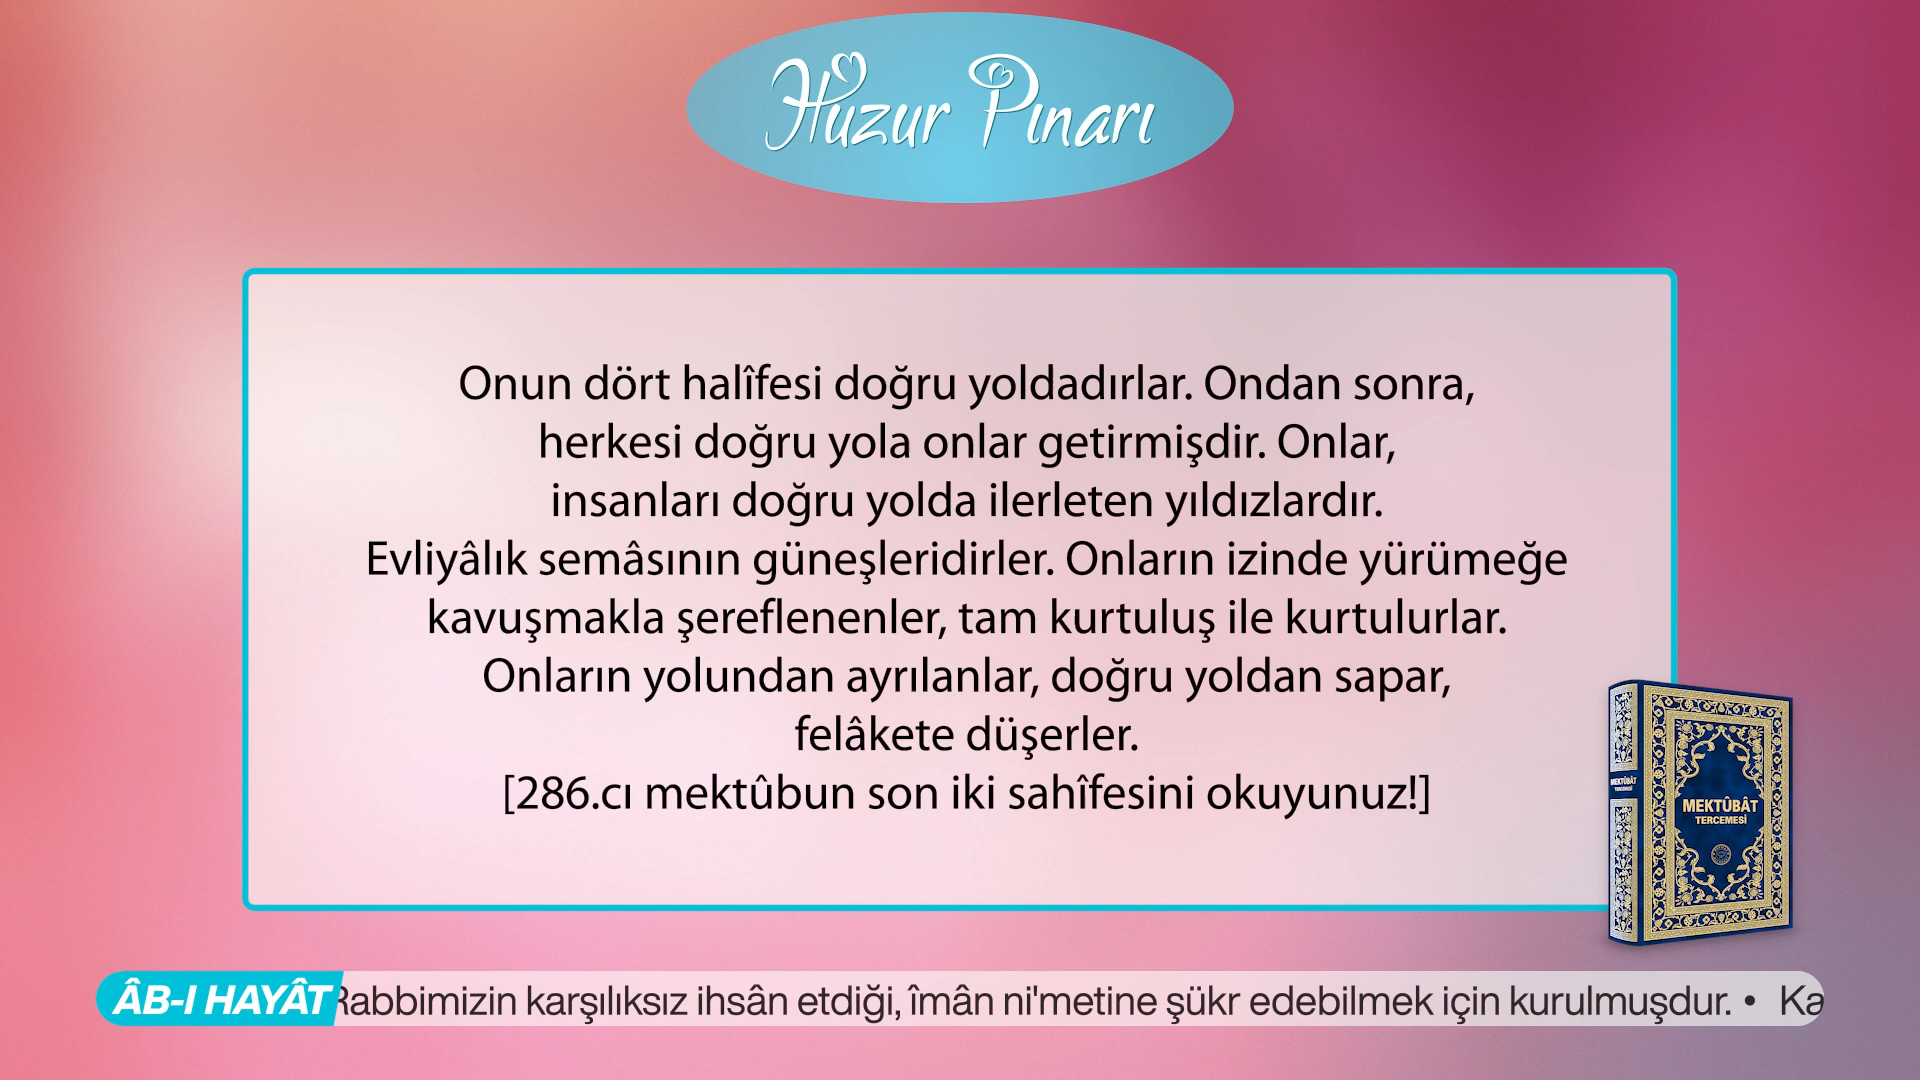 Huzur Pınarı
Onun dört halîfesi doğru yoldadırlar. Ondan sonra,
herkesi doğru yola onlar getirmişdir. Onlar,
insanları doğru yolda ilerleten yıldızlardır.
Evliyâlık semâsının güneşleridirler. Onların izinde yürümeğe
kavuşmakla şereflenenler, tam kurtuluş ile kurtulurlar.
Onların yolundan ayrılanlar, doğru yoldan sapar,
felâkete düşerler.
[286.cı mektûbun son iki sahîfesini okuyunuz!]
MEKTÛBÂT
TERCEMESİ
MEKTÛBÂT
TERCEMESİ
ÂB-I HAYÂT Rabbimizin karşılıksız ihsân etdiği, îmân ni'metine şükr edebilmek için kurulmuşdur. • Ka